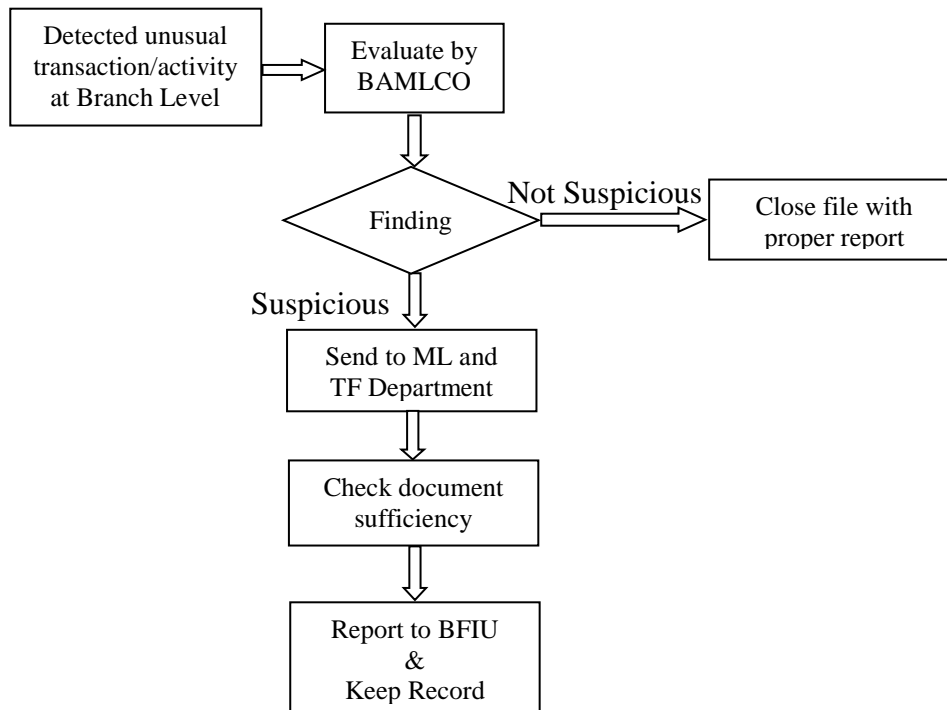 Detected unusual
transaction/activity
at Branch Level
Evaluate by
BAMLCO
Finding
Not Suspicious
Close file with
proper report
Suspicious
Send to ML and
TF Department
Check document
sufficiency
Report to BFIU
&
Keep Record